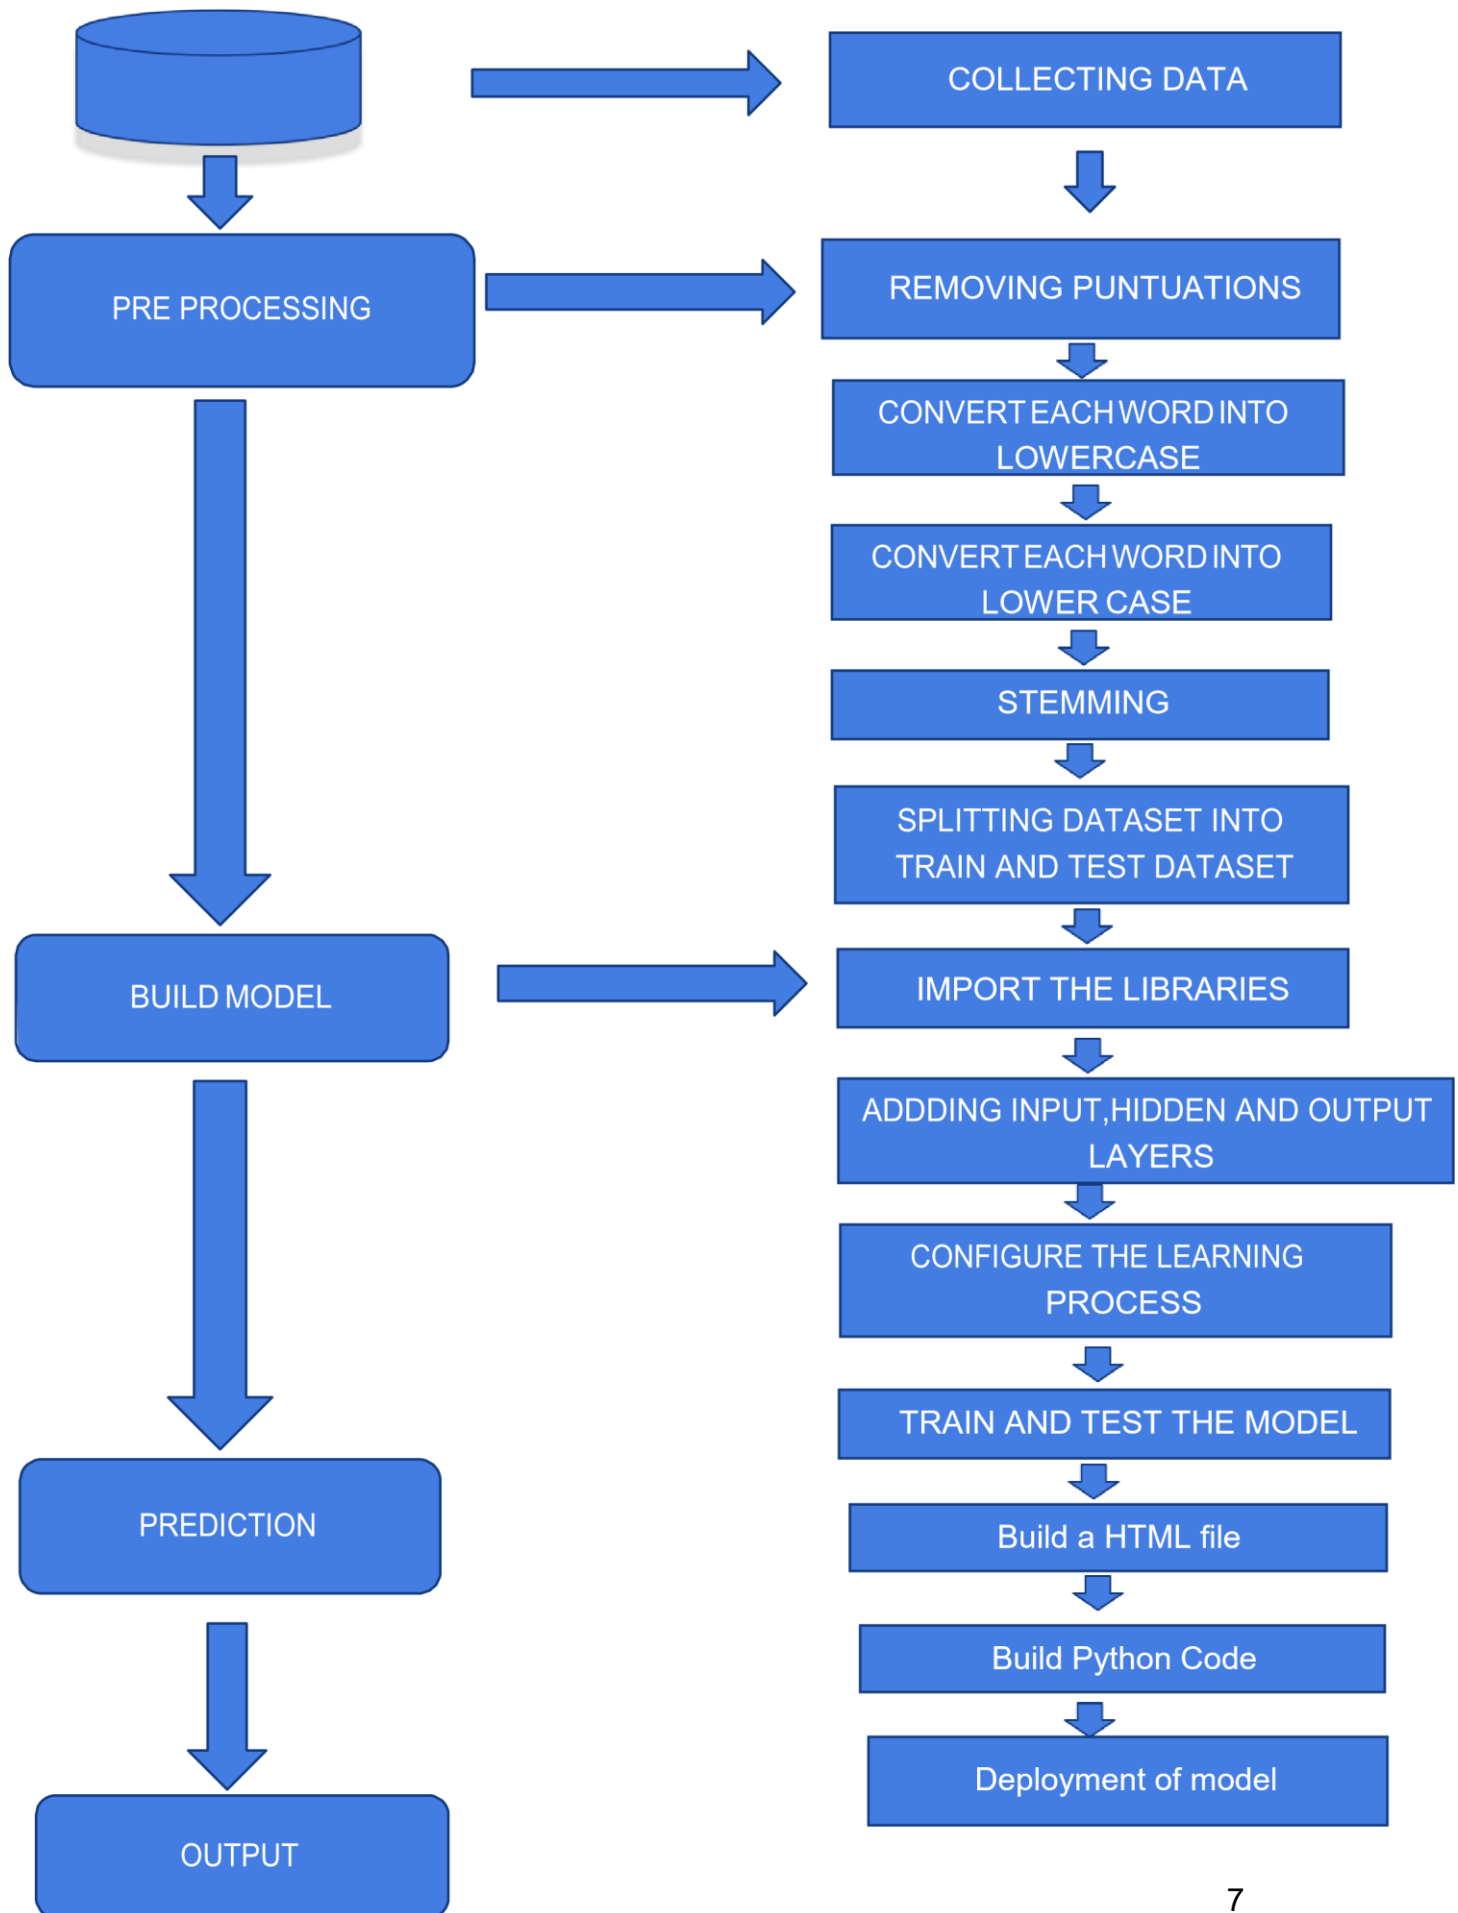 COLLECTING DATA
PRE PROCESSING
REMOVING PUNTUATIONS
CONVERT EACH WORD INTO
LOWERCASE
CONVERT EACH WORD INTO
LOWER CASE
STEMMING
SPLITTING DATASET INTO
TRAIN AND TEST DATASET
BUILD MODEL
IMPORT THE LIBRARIES
ADDDING INPUT,HIDDEN AND OUTPUT
LAYERS
CONFIGURE THE LEARNING
PROCESS
TRAIN AND TEST THE MODEL
PREDICTION
Build a HTML file
Build Python Code
Deployment of model
OUTPUT
7